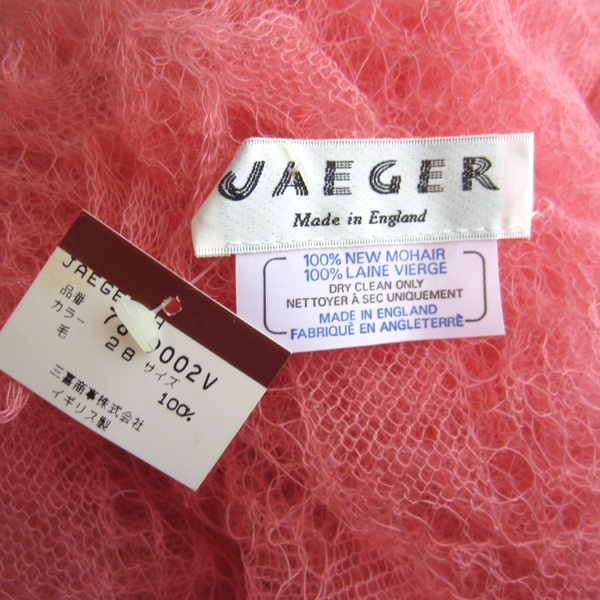 JAEGER
Made in England
100% NEW MOHAIR
100% LAINE VIERGE
DRY CLEAN ONLY
NETTOYER À SEC UNIQUEMENT
MADE IN ENGLAND
FABRIQUÉ EN ANGLETERRE
JAEGER
品番 002V
カラー 28 サイズ
毛 100%
三喜商事株式会社
イギリス製